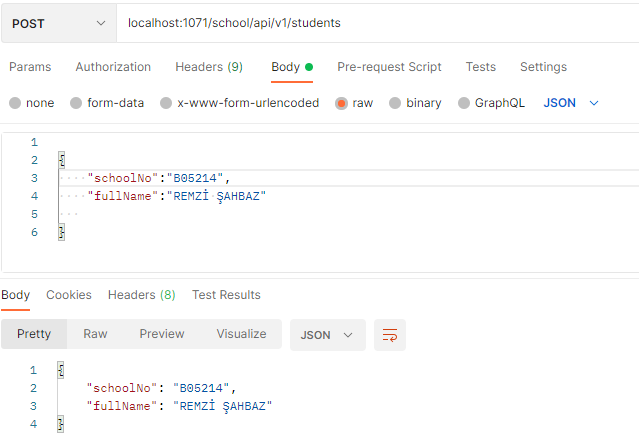 POST localhost:1071/school/api/v1/students
Params Authorization Headers (9) Body Pre-request Script Tests Settings
none form-data x-www-form-urlencoded raw binary GraphQL JSON
1
2 {
3 "schoolNo":"B05214",
4 "fullName":"REMZİ ŞAHBAZ"
5
6 }
Body Cookies Headers (8) Test Results
Pretty Raw Preview Visualize JSON
1 {
2 "schoolNo": "B05214",
3 "fullName": "REMZİ ŞAHBAZ"
4 }